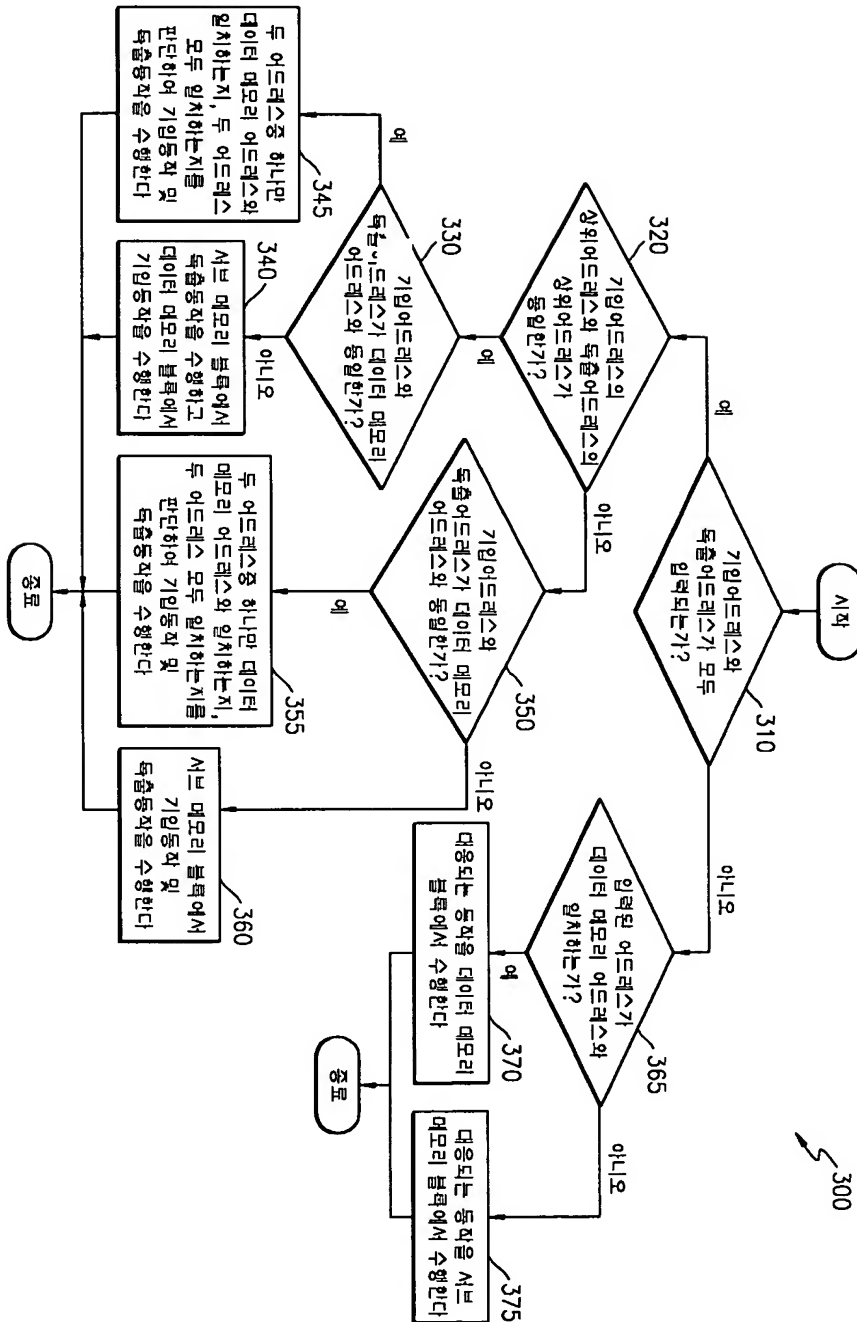 300
시작
기입어드레스와
독출어드레스가 모두
입력되는가?
310
예
아니오
기입어드레스의
상위어드레스와 독출어드레스의
상위어드레스가
동일한가?
320
예
아니오
입력된 어드레스가
데이터 메모리 어드레스와
일치하는가?
365
예
아니오
기입어드레스와
드레스가 데이터 메모리
어드레스와 동일한가?
330
예
아니오
기입어드레스와
독출어드레스가 데이터 메모리
어드레스와 동일한가?
350
예
아니오
대응되는 동작을 데이터 메모리
블록에서 수행한다
370
대응되는 동작을 서브
메모리 블록에서 수행한다
375
종료
두 어드레스중 하나만
데이터 메모리 어드레스와
일치하는지, 두 어드레스
모두 일치하는지를
판단하여 기입동작 및
독출동작을 수행한다
345
서브 메모리 블록에서
독출동작을 수행하고
데이터 메모리 블록에서
기입동작을 수행한다
340
두 어드레스중 하나만 데이터
메모리 어드레스와 일치하는지,
두 어드레스 모두 일치하는지를
판단하여 기입동작 및
독출동작을 수행한다
355
서브 메모리 블록에서
기입동작 및
독출동작을 수행한다
360
종료